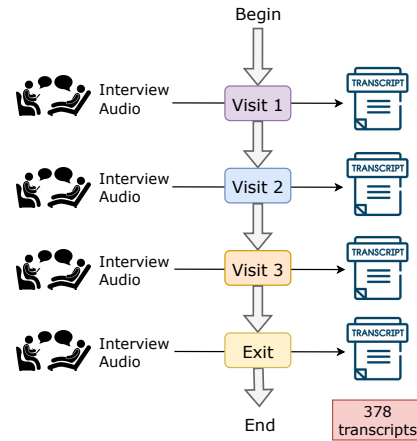 Begin
Interview
Audio
Visit 1
TRANSCRIPT
Interview
Audio
Visit 2
TRANSCRIPT
Interview
Audio
Visit 3
TRANSCRIPT
Interview
Audio
Exit
TRANSCRIPT
End
378
transcripts